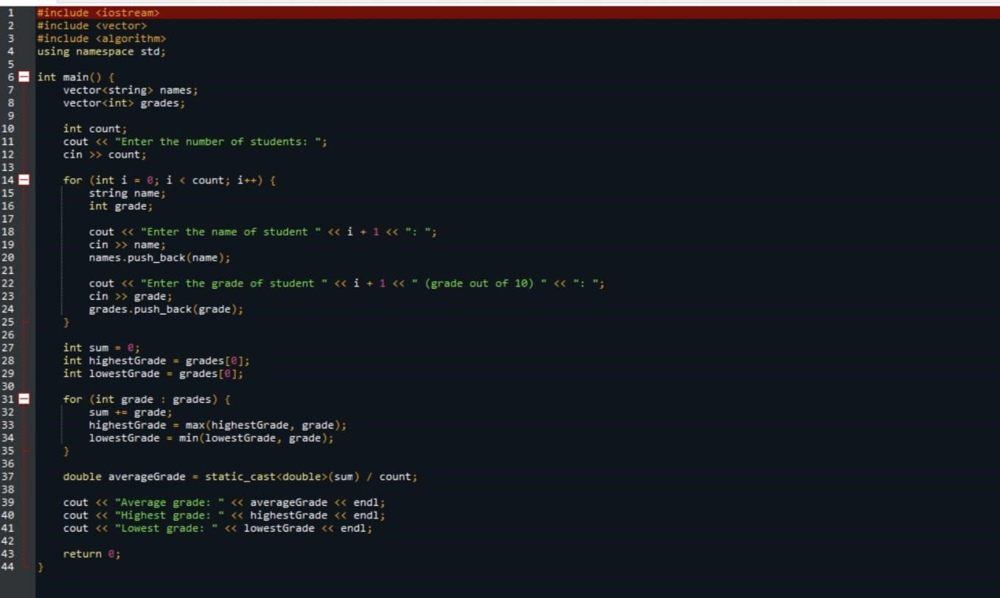 1 #include <iostream>
2 #include <vector>
3 #include <algorithm>
4 using namespace std;
5
6 int main() {
7     vector<string> names;
8     vector<int> grades;
9
10     int count;
11     cout << "Enter the number of students: ";
12     cin >> count;
13
14     for (int i = 0; i < count; i++) {
15         string name;
16         int grade;
17
18         cout << "Enter the name of student " << i + 1 << ": ";
19         cin >> name;
20         names.push_back(name);
21
22         cout << "Enter the grade of student " << i + 1 << " (grade out of 10) " << ": ";
23         cin >> grade;
24         grades.push_back(grade);
25     }
26
27     int sum = 0;
28     int highestGrade = grades[0];
29     int lowestGrade = grades[0];
30
31     for (int grade : grades) {
32         sum += grade;
33         highestGrade = max(highestGrade, grade);
34         lowestGrade = min(lowestGrade, grade);
35     }
36
37     double averageGrade = static_cast<double>(sum) / count;
38
39     cout << "Average grade: " << averageGrade << endl;
40     cout << "Highest grade: " << highestGrade << endl;
41     cout << "Lowest grade: " << lowestGrade << endl;
42
43     return 0;
44 }